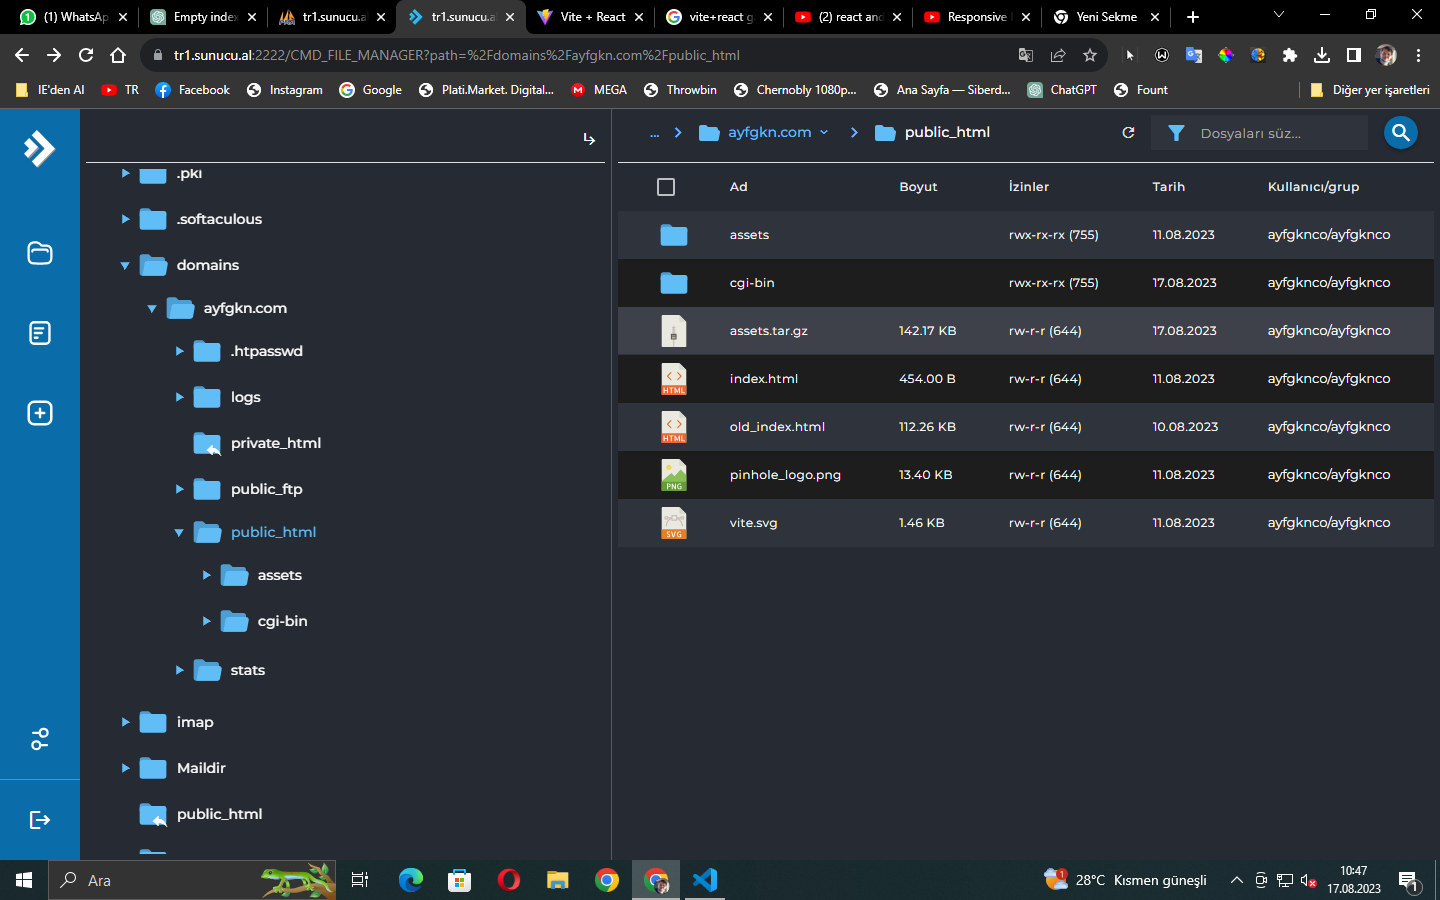 (1) WhatsAp
Empty index
tr1.sunucu.al
tr1.sunucu.al
Vite + React
vite+react g
(2) react and
Responsive
Yeni Sekme
tr1.sunucu.al:2222/CMD_FILE_MANAGER?path=%2Fdomains%2Fayfgkn.com%2Fpublic_html
IE'den Al
TR
Facebook
Instagram
Google
Plati.Market. Digital...
MEGA
Throwbin
Chernobly 1080p...
Ana Sayfa — Siberd...
ChatGPT
Fount
Diğer yer işaretleri
... ayfgkn.com public_html
Dosyaları süz...
.pki
.softaculous
domains
ayfgkn.com
.htpasswd
logs
private_html
public_ftp
public_html
assets
cgi-bin
stats
imap
Maildir
public_html
Ad Boyut İzinler Tarih Kullanıcı/grup
assets rwx-rx-rx (755) 11.08.2023 ayfgknco/ayfgknco
cgi-bin rwx-rx-rx (755) 17.08.2023 ayfgknco/ayfgknco
assets.tar.gz 142.17 KB rw-r-r (644) 17.08.2023 ayfgknco/ayfgknco
HTML index.html 454.00 B rw-r-r (644) 11.08.2023 ayfgknco/ayfgknco
HTML old_index.html 112.26 KB rw-r-r (644) 10.08.2023 ayfgknco/ayfgknco
PNG pinhole_logo.png 13.40 KB rw-r-r (644) 11.08.2023 ayfgknco/ayfgknco
SVG vite.svg 1.46 KB rw-r-r (644) 11.08.2023 ayfgknco/ayfgknco
Ara
1
28°C Kısmen güneşli
10:47
17.08.2023
1